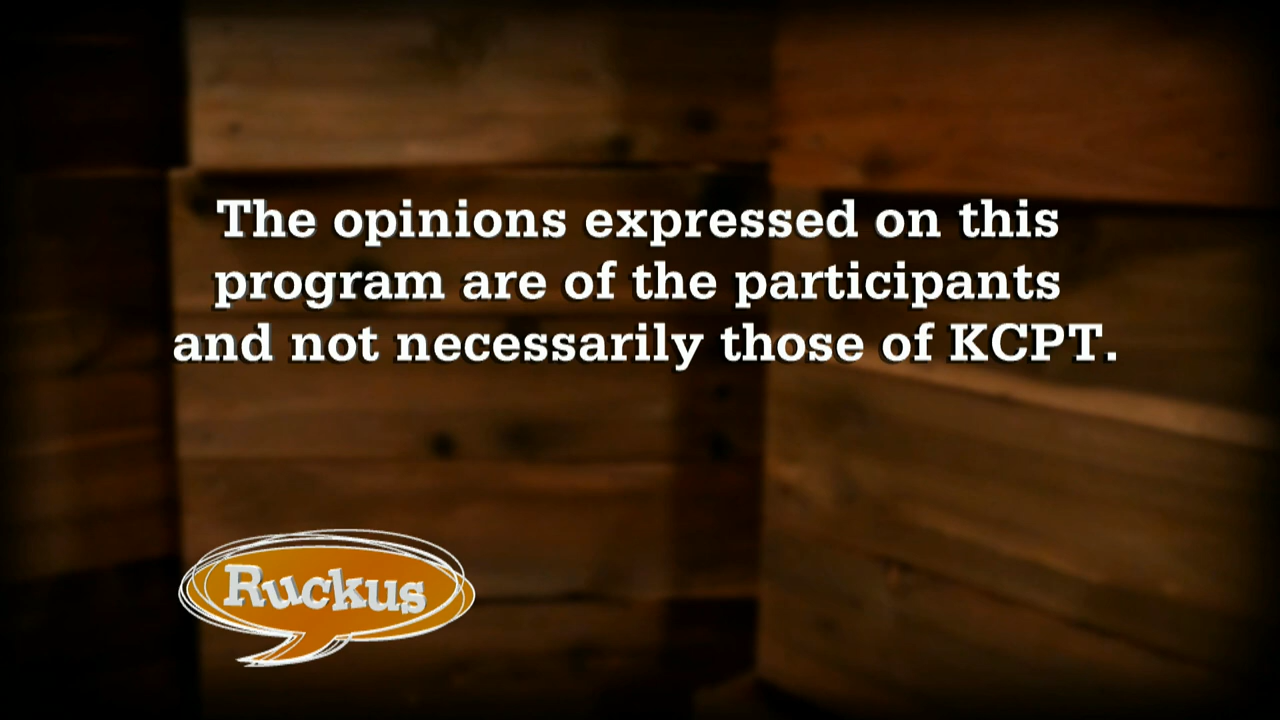 The opinions expressed on this
program are of the participants
and not necessarily those of KCPT.
Ruckus